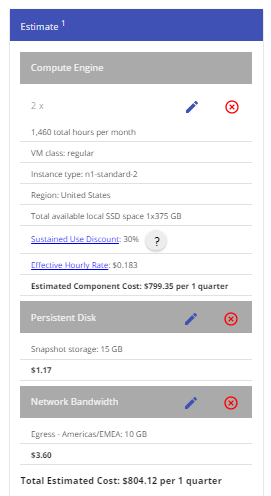 Estimate 1
Compute Engine
2 x
1,460 total hours per month
VM class: regular
Instance type: n1-standard-2
Region: United States
Total available local SSD space 1x375 GB
Sustained Use Discount: 30% ?
Effective Hourly Rate: $0.183
Estimated Component Cost: $799.35 per 1 quarter
Persistent Disk
Snapshot storage: 15 GB
$1.17
Network Bandwidth
Egress - Americas/EMEA: 10 GB
$3.60
Total Estimated Cost: $804.12 per 1 quarter